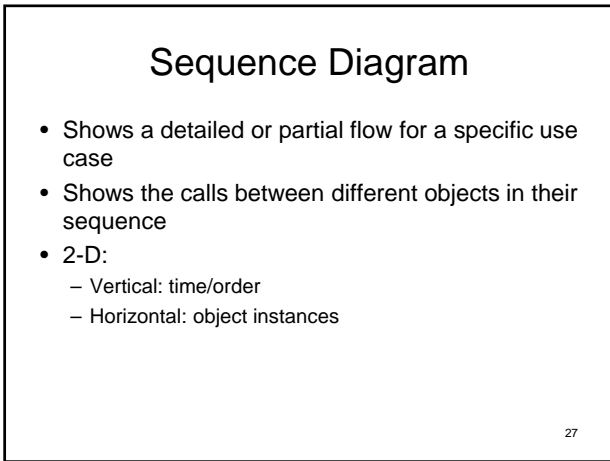 Sequence Diagram
• Shows a detailed or partial flow for a specific use
case
• Shows the calls between different objects in their
sequence
• 2-D:
– Vertical: time/order
– Horizontal: object instances
27